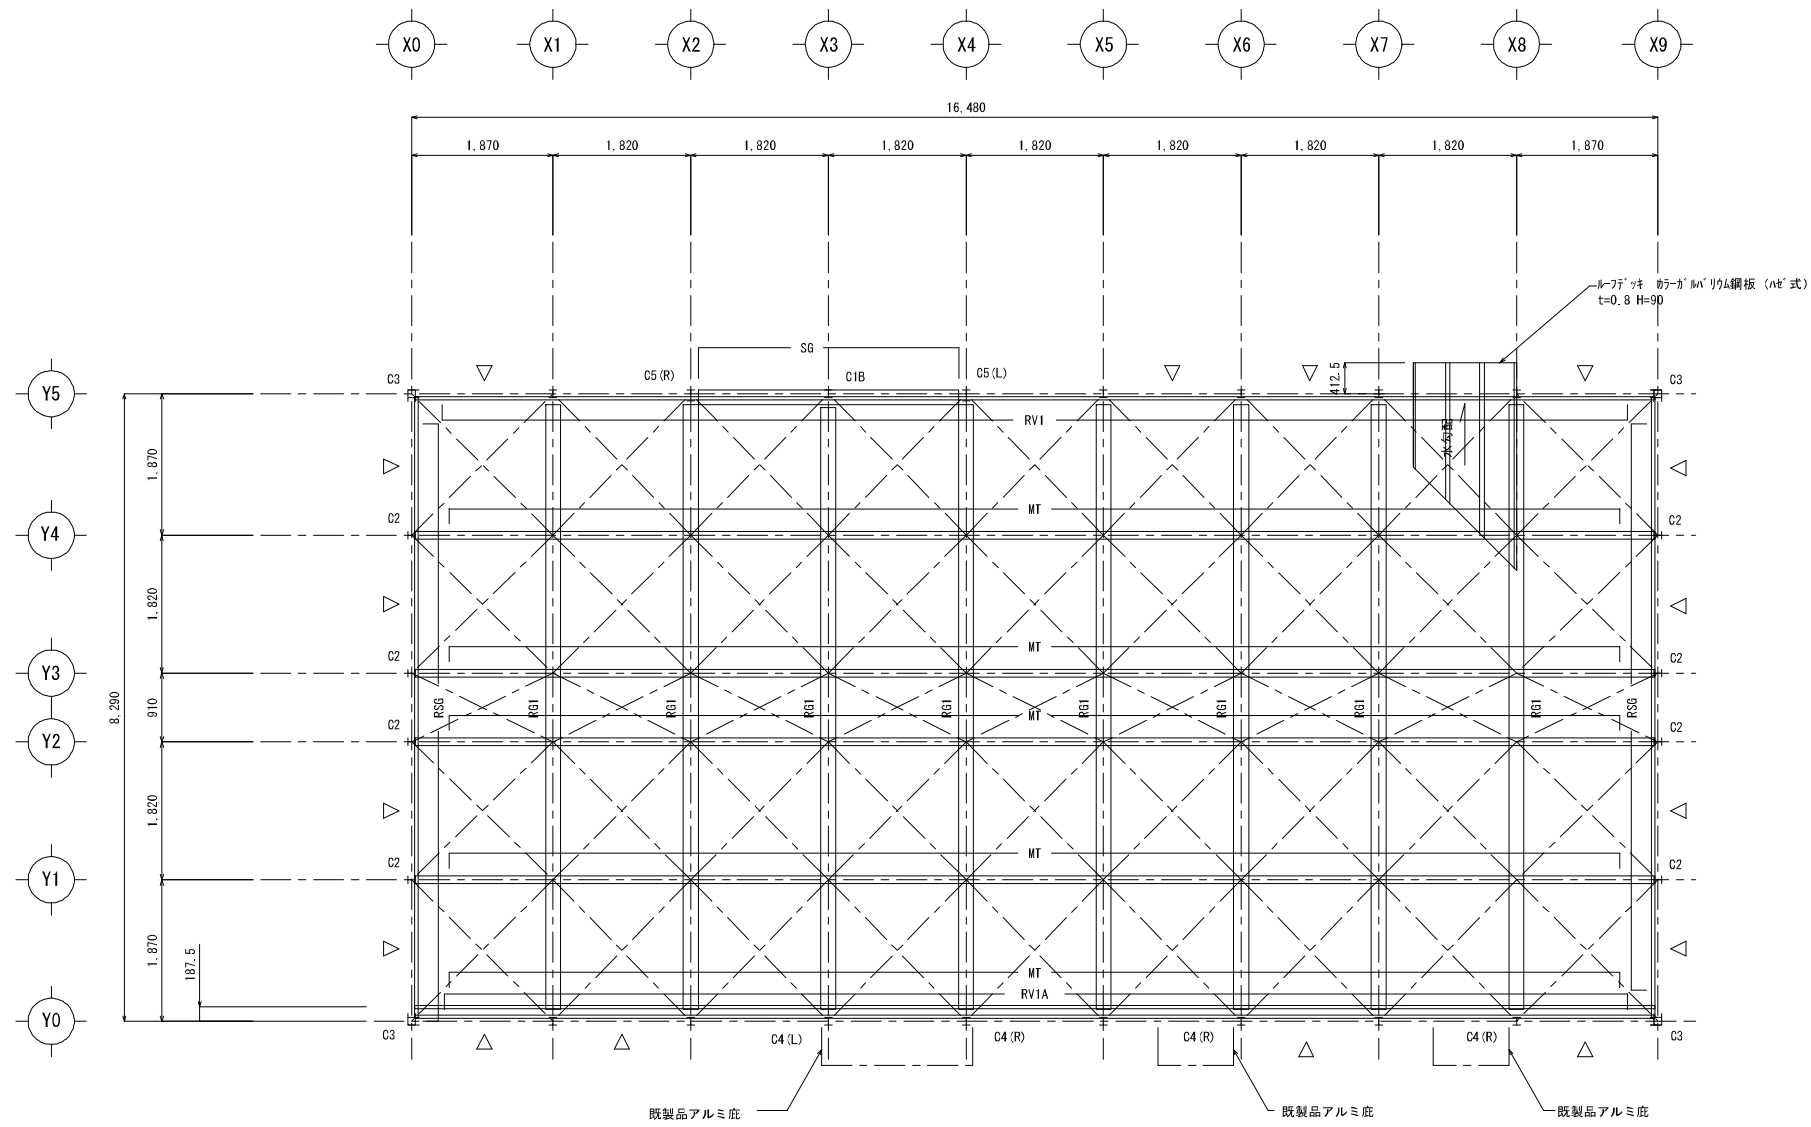 X0 X1 X2 X3 X4 X5 X6 X7 X8 X9
16,480
1,870 1,820 1,820 1,820 1,820 1,820 1,820 1,820 1,870
ルーフデッキ カラーガルバリウム鋼板 (ハゼ式)
t=0.8 H=90
SG
412.5
C3 C5(R) C1B C5(L) C3
Y5
RV1
水勾配
1,870
MT
C2 C2
Y4
1,820
MT
C2 C2
Y3
8,290
910
RSG RG1 RG1 RG1 RG1 RG1 RG1 RG1 RG1 RSG
MT
C2 C2
Y2
1,820
MT
C2 C2
Y1
1,870
187.5
MT
RV1A
Y0
C3 C4(L) C4(R) C4(R) C4(R) C3
既製品アルミ庇 既製品アルミ庇 既製品アルミ庇